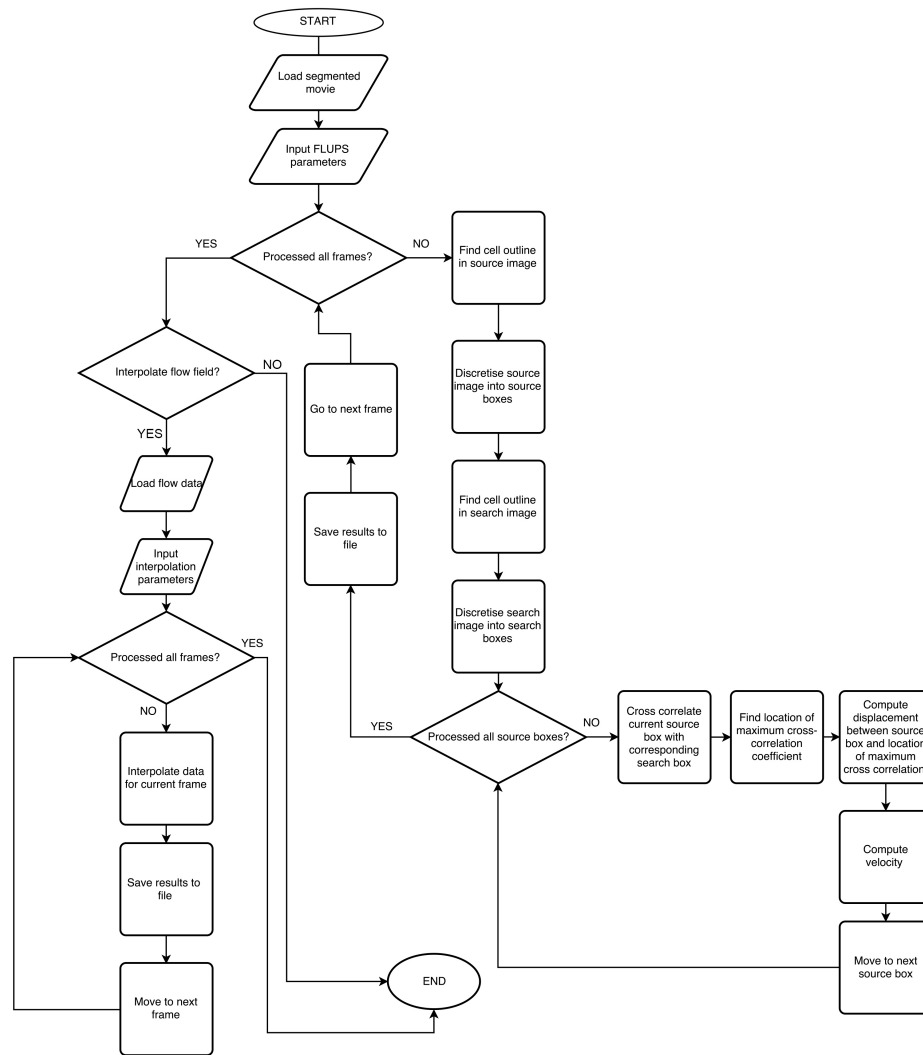 START
Load segmented
movie
Input FLUPS
parameters
Processed all frames?
YES
NO
Find cell outline
in source image
Discretise source
image into source
boxes
Find cell outline
in search image
Discretise search
image into search
boxes
Processed all source boxes?
YES
NO
Cross correlate
current source
box with
corresponding
search box
Find location of
maximum cross-
correlation
coefficient
Compute
displacement
between source
box and location
of maximum
cross correlation
Compute
velocity
Move to next
source box
Save results to
file
Go to next frame
Interpolate flow field?
NO
YES
Load flow data
Input
interpolation
parameters
Processed all frames?
YES
NO
Interpolate data
for current frame
Save results to
file
Move to next
frame
END